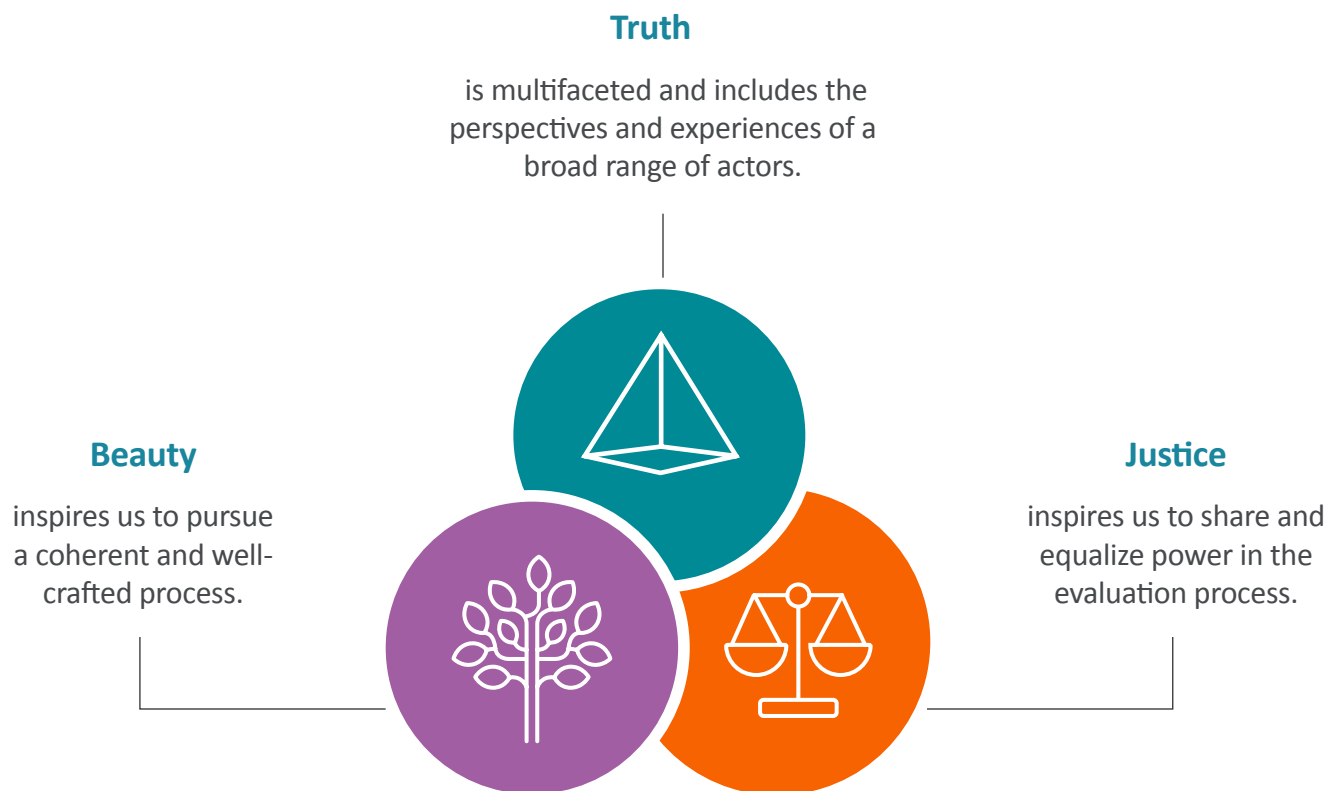 Truth
is multifaceted and includes the
perspectives and experiences of a
broad range of actors.
Beauty
inspires us to pursue
a coherent and well-
crafted process.
Justice
inspires us to share and
equalize power in the
evaluation process.